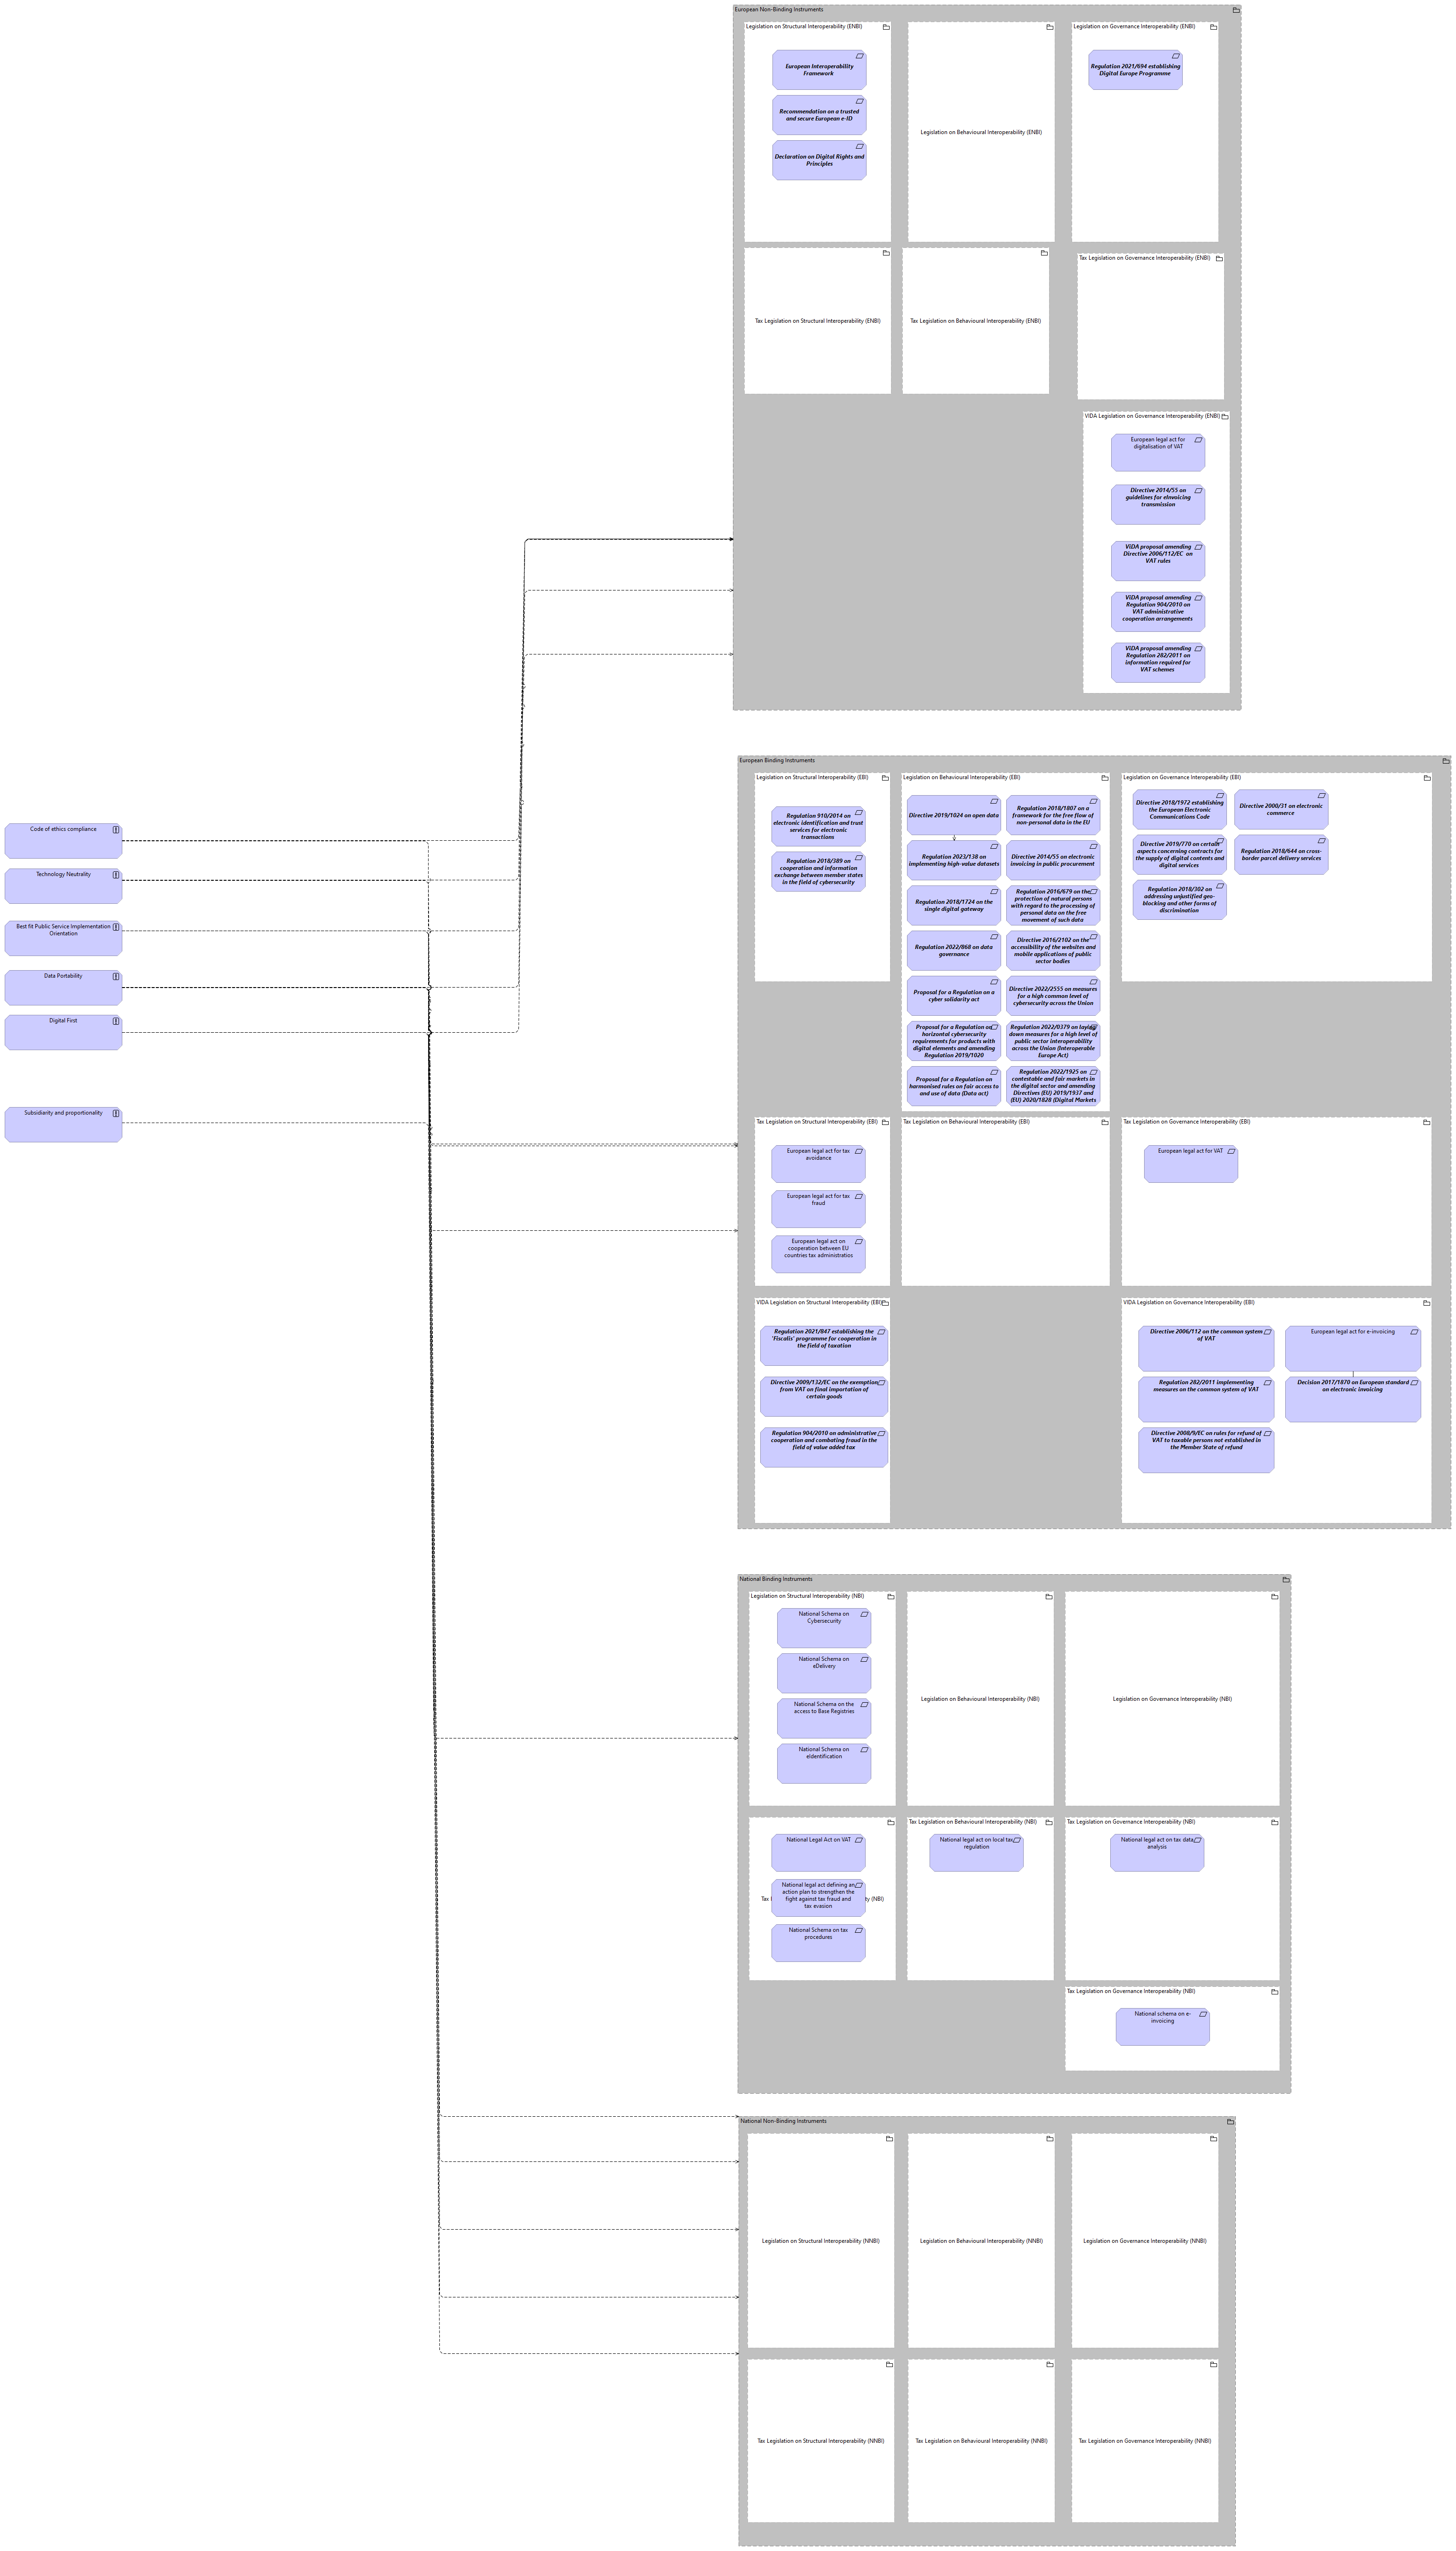 European Non-Binding Instruments
Legislation on Structural Interoperability (ENBI)
European Interoperability
Framework
Recommendation on a trusted
and secure European e-ID
Declaration on Digital Rights and
Principles
Legislation on Behavioural Interoperability (ENBI)
Legislation on Governance Interoperability (ENBI)
Regulation 2021/694 establishing
Digital Europe Programme
Tax Legislation on Structural Interoperability (ENBI)
Tax Legislation on Behavioural Interoperability (ENBI)
Tax Legislation on Governance Interoperability (ENBI)
VIDA Legislation on Governance Interoperability (ENBI)
European legal act for
digitalisation of VAT
Directive 2014/55 on
guidelines for eInvoicing
transmission
ViDA proposal amending
Directive 2006/112/EC on
VAT rules
ViDA proposal amending
Regulation 904/2010 on
VAT administrative
cooperation arrangements
ViDA proposal amending
Regulation 282/2011 on
information required for
VAT schemes
Code of ethics compliance
Technology Neutrality
Best fit Public Service Implementation
Orientation
Data Portability
Digital First
Subsidiarity and proportionality
European Binding Instruments
Legislation on Structural Interoperability (EBI)
Regulation 910/2014 on
electronic identification and trust
services for electronic
transactions
Regulation 2018/389 on
cooperation and information
exchange between member states
in the field of cybersecurity
Legislation on Behavioural Interoperability (EBI)
Directive 2019/1024 on open data
Regulation 2018/1807 on a
framework for the free flow of
non-personal data in the EU
Regulation 2023/138 on
implementing high-value datasets
Directive 2014/55 on electronic
invoicing in public procurement
Regulation 2018/1724 on the
single digital gateway
Regulation 2016/679 on the
protection of natural persons
with regard to the processing of
personal data on the free
movement of such data
Regulation 2022/868 on data
governance
Directive 2016/2102 on the
accessibility of the websites and
mobile applications of public
sector bodies
Proposal for a Regulation on a
cyber solidarity act
Directive 2022/2555 on measures
for a high common level of
cybersecurity across the Union
Proposal for a Regulation on
horizontal cybersecurity
requirements for products with
digital elements and amending
Regulation 2019/1020
Regulation 2022/0379 on laying
down measures for a high level of
public sector interoperability
across the Union (Interoperable
Europe Act)
Proposal for a Regulation on
harmonised rules on fair access to
and use of data (Data act)
Regulation 2022/1925 on
contestable and fair markets in
the digital sector and amending
Directives (EU) 2019/1937 and
(EU) 2020/1828 (Digital Markets
Legislation on Governance Interoperability (EBI)
Directive 2018/1972 establishing
the European Electronic
Communications Code
Directive 2000/31 on electronic
commerce
Directive 2019/770 on certain
aspects concerning contracts for
the supply of digital contents and
digital services
Regulation 2018/644 on cross-
border parcel delivery services
Regulation 2018/302 on
addressing unjustified geo-
blocking and other forms of
discrimination
Tax Legislation on Structural Interoperability (EBI)
European legal act for tax
avoidance
European legal act for tax
fraud
European legal act on
cooperation between EU
countries tax administratios
Tax Legislation on Behavioural Interoperability (EBI)
Tax Legislation on Governance Interoperability (EBI)
European legal act for VAT
VIDA Legislation on Structural Interoperability (EBI)
Regulation 2021/847 establishing the
'Fiscalis' programme for cooperation in
the field of taxation
Directive 2009/132/EC on the exemption
from VAT on final importation of
certain goods
Regulation 904/2010 on administrative
cooperation and combating fraud in the
field of value added tax
VIDA Legislation on Governance Interoperability (EBI)
Directive 2006/112 on the common system
of VAT
European legal act for e-invoicing
Regulation 282/2011 implementing
measures on the common system of VAT
Decision 2017/1870 on European standard
on electronic invoicing
Directive 2008/9/EC on rules for refund of
VAT to taxable persons not established in
the Member State of refund
National Binding Instruments
Legislation on Structural Interoperability (NBI)
National Schema on
Cybersecurity
National Schema on
eDelivery
National Schema on the
access to Base Registries
National Schema on
eIdentification
Legislation on Behavioural Interoperability (NBI)
Legislation on Governance Interoperability (NBI)
National Legal Act on VAT
National legal act defining an
action plan to strengthen the
fight against tax fraud and
tax evasion
Tax
(NBI)
National Schema on tax
procedures
Tax Legislation on Behavioural Interoperability (NBI)
National legal act on local tax
regulation
Tax Legislation on Governance Interoperability (NBI)
National legal act on tax data
analysis
Tax Legislation on Governance Interoperability (NBI)
National schema on e-
invoicing
National Non-Binding Instruments
Legislation on Structural Interoperability (NNBI)
Legislation on Behavioural Interoperability (NNBI)
Legislation on Governance Interoperability (NNBI)
Tax Legislation on Structural Interoperability (NNBI)
Tax Legislation on Behavioural Interoperability (NNBI)
Tax Legislation on Governance Interoperability (NNBI)